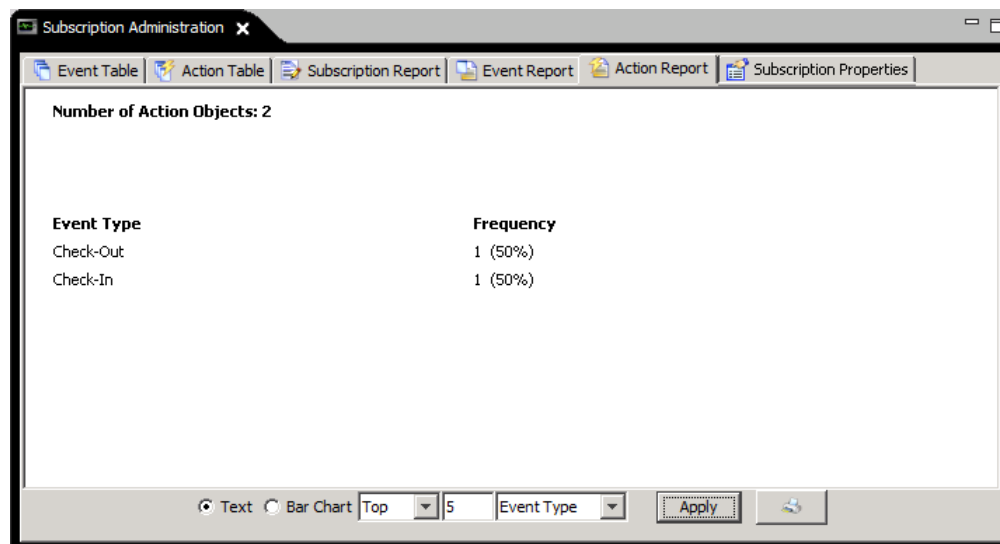 Subscription Administration
Event Table Action Table Subscription Report Event Report Action Report Subscription Properties
Number of Action Objects: 2
Event Type Frequency
Check-Out 1 (50%)
Check-In 1 (50%)
Text Bar Chart Top 5 Event Type Apply